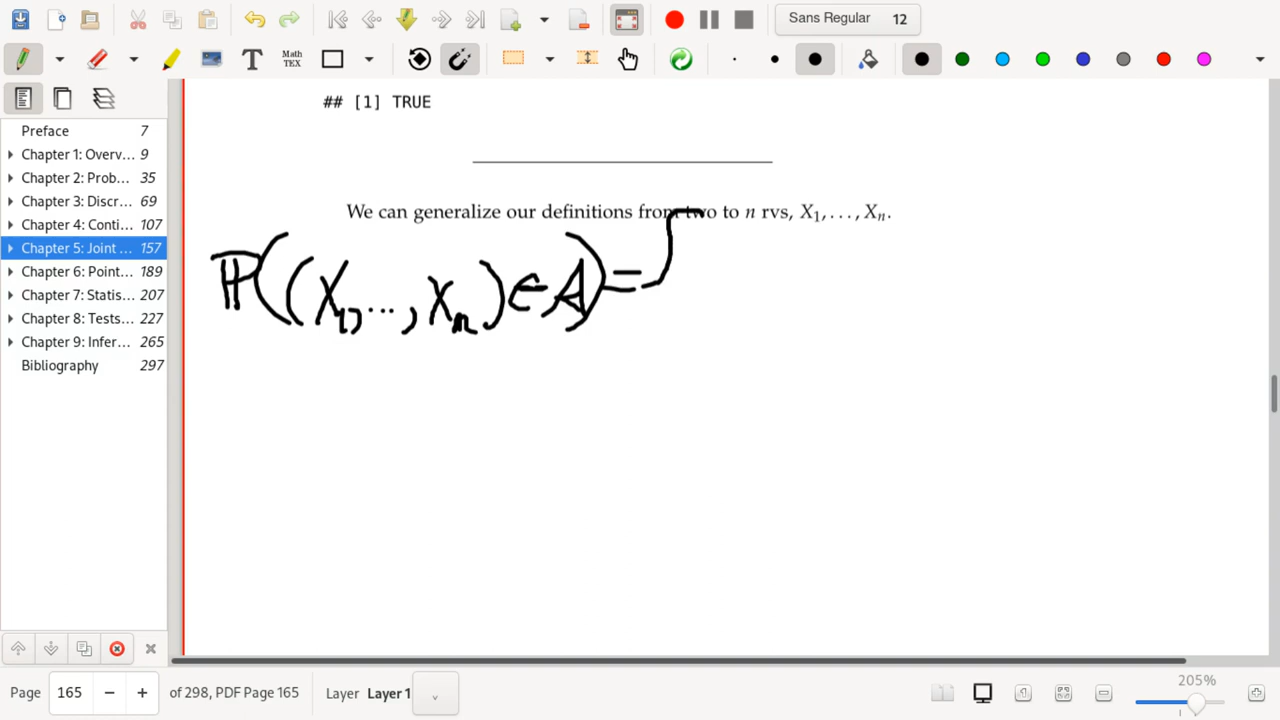 Sans Regular 12
T Math TEX
Preface 7
Chapter 1: Overv... 9
Chapter 2: Prob... 35
Chapter 3: Discr... 69
Chapter 4: Conti... 107
Chapter 5: Joint ... 157
Chapter 6: Point... 189
Chapter 7: Statis... 207
Chapter 8: Tests... 227
Chapter 9: Infer... 265
Bibliography 297
## [1] TRUE
We can generalize our definitions from two to n rvs, X₁, . . . , Xₙ.
ℙ((X₁, ..., Xₙ) ∈ A) = ∫
Page 165 − + of 298, PDF Page 165 Layer Layer 1 205%